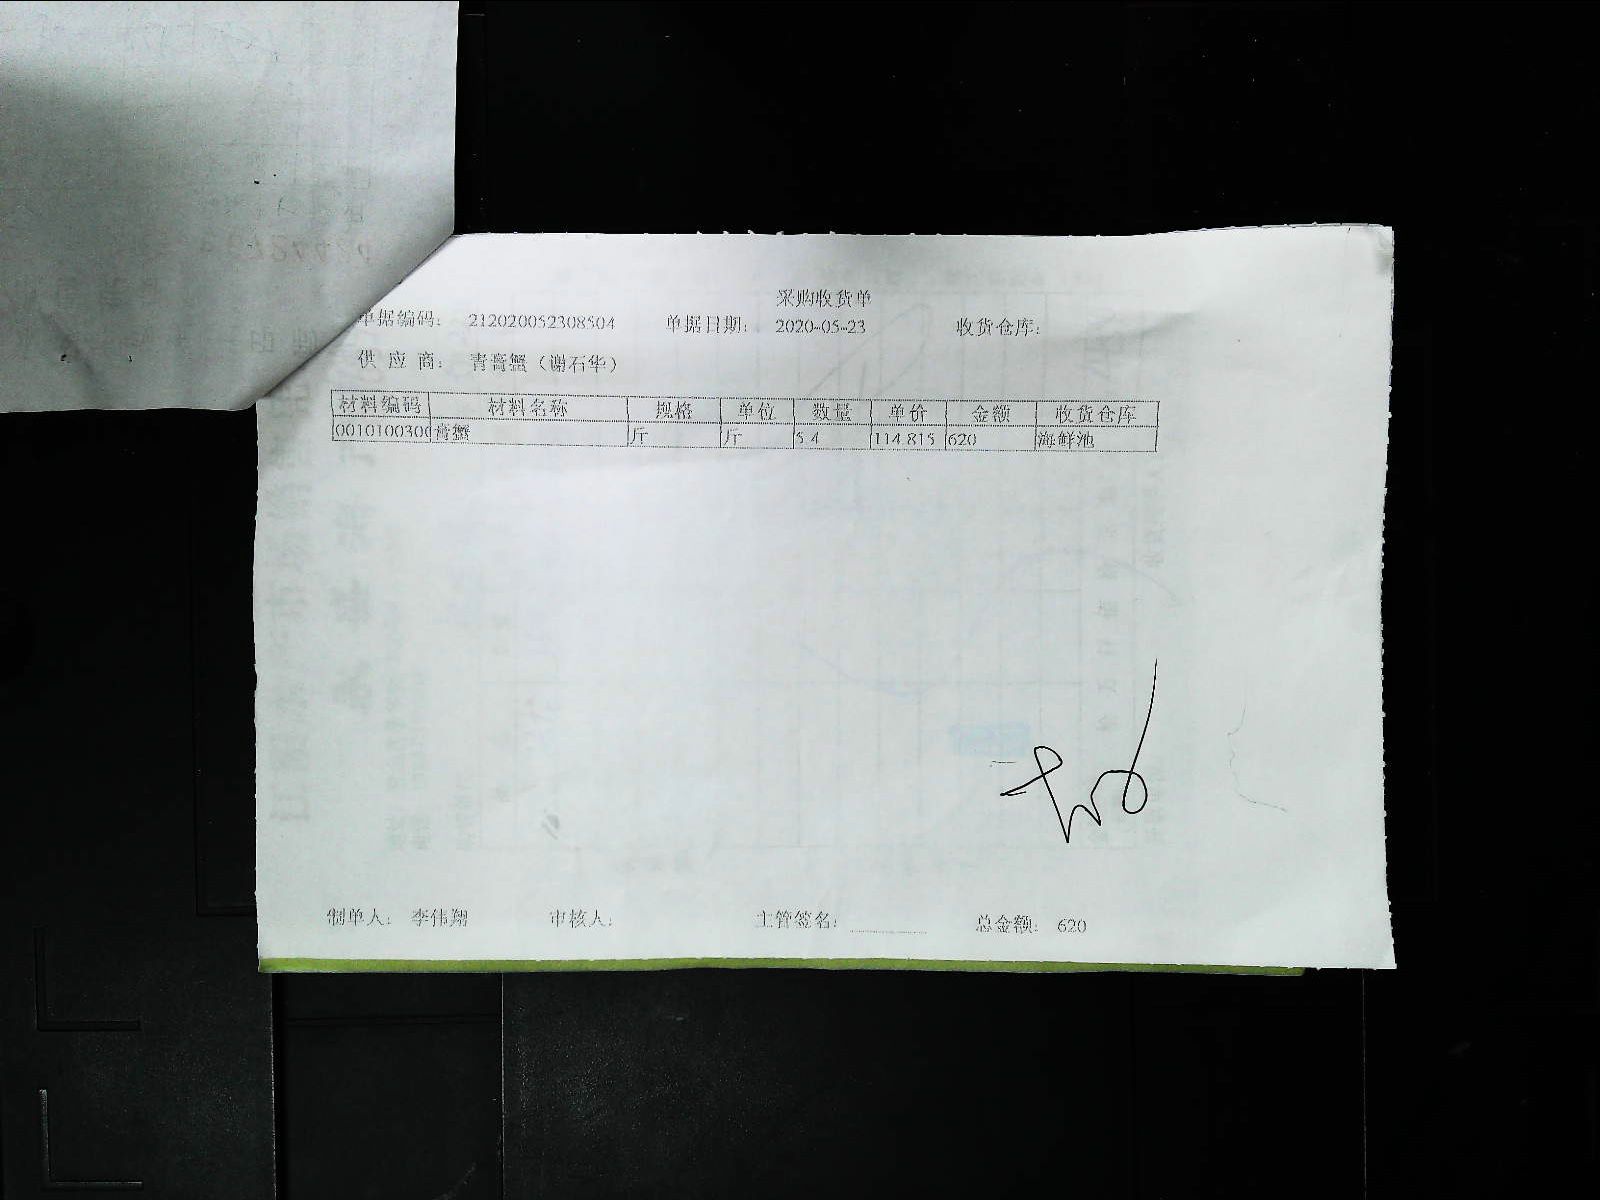 采购收货单
单据编码： 212020052308504 单据日期： 2020-05-23 收货仓库：
供 应 商： 青膏蟹（谢石华）
材料编码 材料名称 规格 单位 数量 单价 金额 收货仓库
0010100300 膏蟹 斤 斤 5.4 114.815 620 海鲜池
制单人： 李伟翔 审核人： 主管签名： 总金额： 620